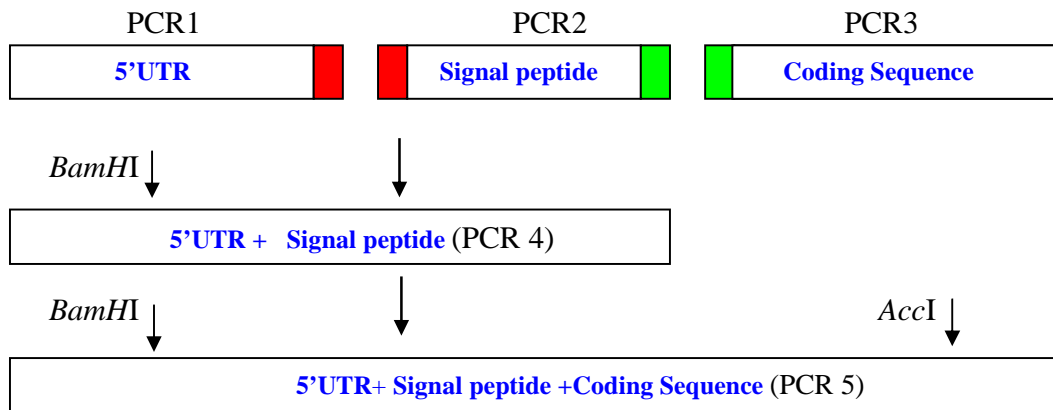 PCR1 PCR2 PCR3
5’UTR Signal peptide Coding Sequence
BamHI
5’UTR + Signal peptide (PCR 4)
BamHI AccI
5’UTR+ Signal peptide +Coding Sequence (PCR 5)